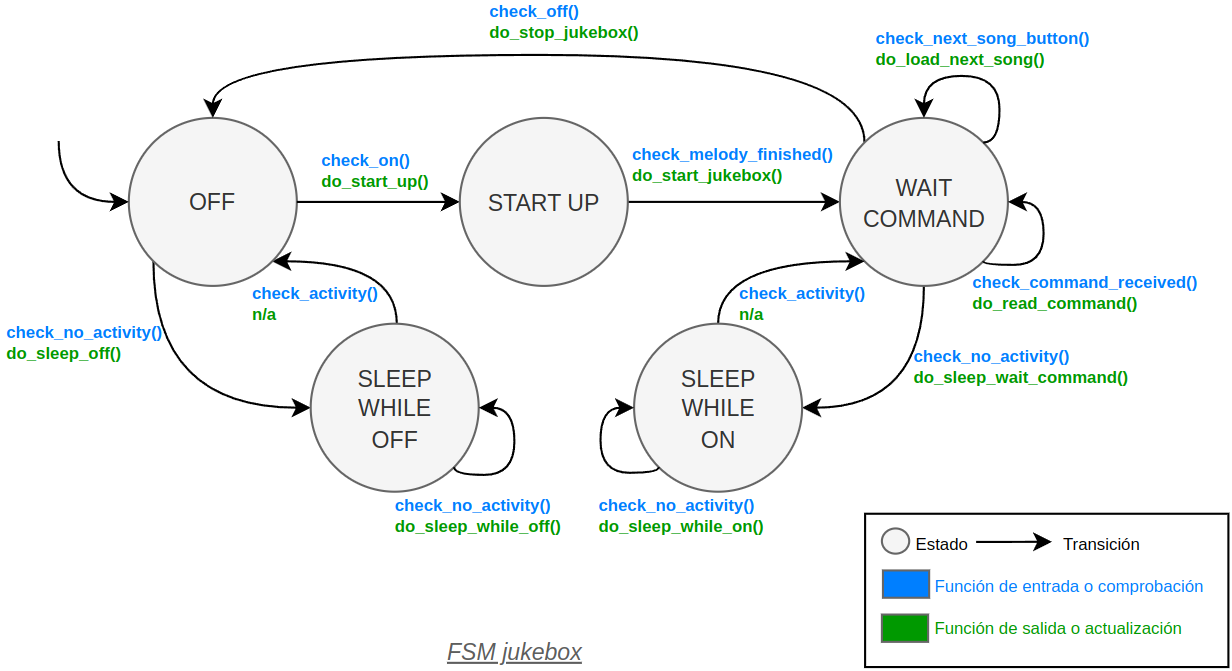 check_off()
do_stop_jukebox()
check_next_song_button()
do_load_next_song()
check_on()
do_start_up()
check_melody_finished()
do_start_jukebox()
OFF
START UP
WAIT
COMMAND
check_activity()
n/a
check_activity()
n/a
check_command_received()
do_read_command()
check_no_activity()
do_sleep_off()
check_no_activity()
do_sleep_wait_command()
SLEEP
WHILE
OFF
SLEEP
WHILE
ON
check_no_activity()
do_sleep_while_off()
check_no_activity()
do_sleep_while_on()
Estado
Transición
Función de entrada o comprobación
Función de salida o actualización
FSM jukebox